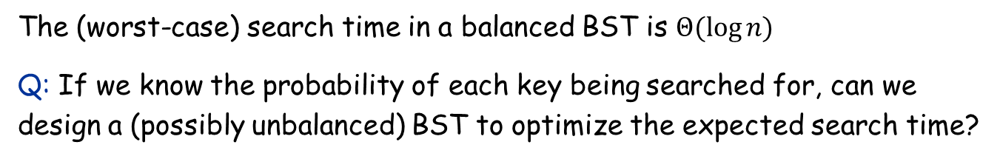 The (worst-case) search time in a balanced BST is Θ(log n)
Q: If we know the probability of each key being searched for, can we
design a (possibly unbalanced) BST to optimize the expected search time?